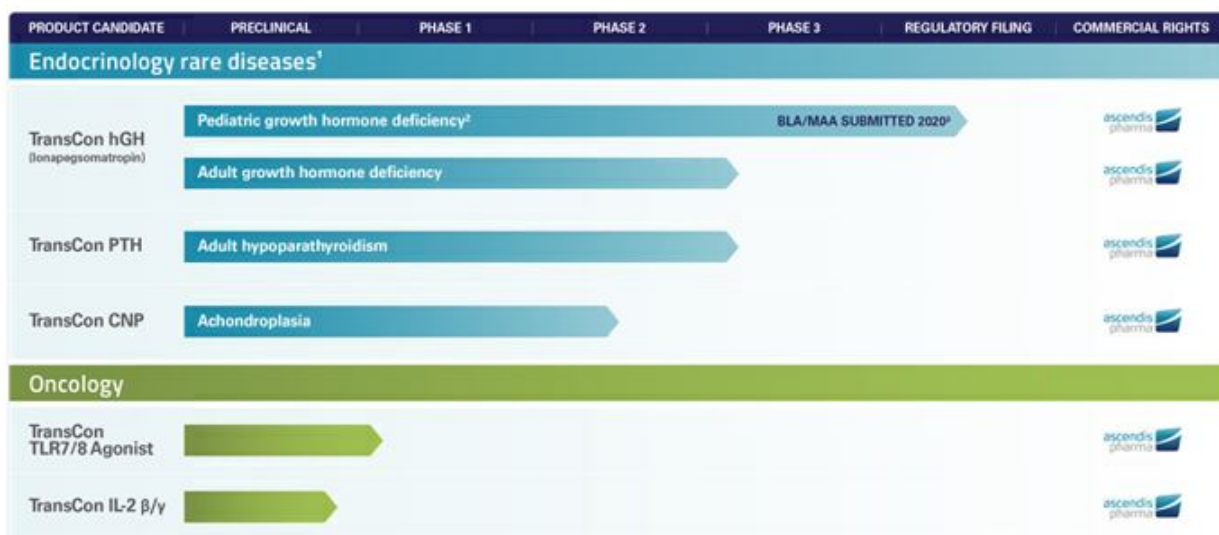 PRODUCT CANDIDATE PRECLINICAL PHASE 1 PHASE 2 PHASE 3 REGULATORY FILING COMMERCIAL RIGHTS
Endocrinology rare diseases¹
TransCon hGH
(lonapegsomatropin)
Pediatric growth hormone deficiency² BLA/MAA SUBMITTED 2020³
ascendis
pharma
Adult growth hormone deficiency
ascendis
pharma
TransCon PTH
Adult hypoparathyroidism
ascendis
pharma
TransCon CNP
Achondroplasia
ascendis
pharma
Oncology
TransCon
TLR7/8 Agonist
ascendis
pharma
TransCon IL-2 β/γ
ascendis
pharma